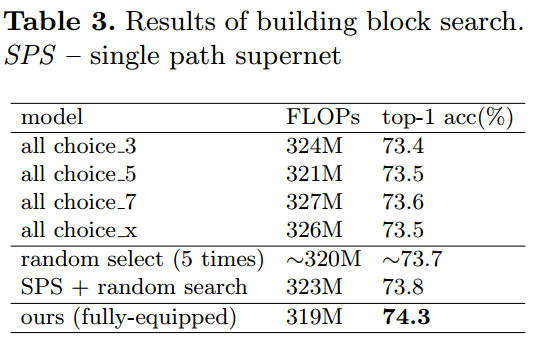 Table 3. Results of building block search.
SPS – single path supernet
model FLOPs top-1 acc(%)
all choice_3 324M 73.4
all choice_5 321M 73.5
all choice_7 327M 73.6
all choice_x 326M 73.5
random select (5 times) ~320M ~73.7
SPS + random search 323M 73.8
ours (fully-equipped) 319M 74.3